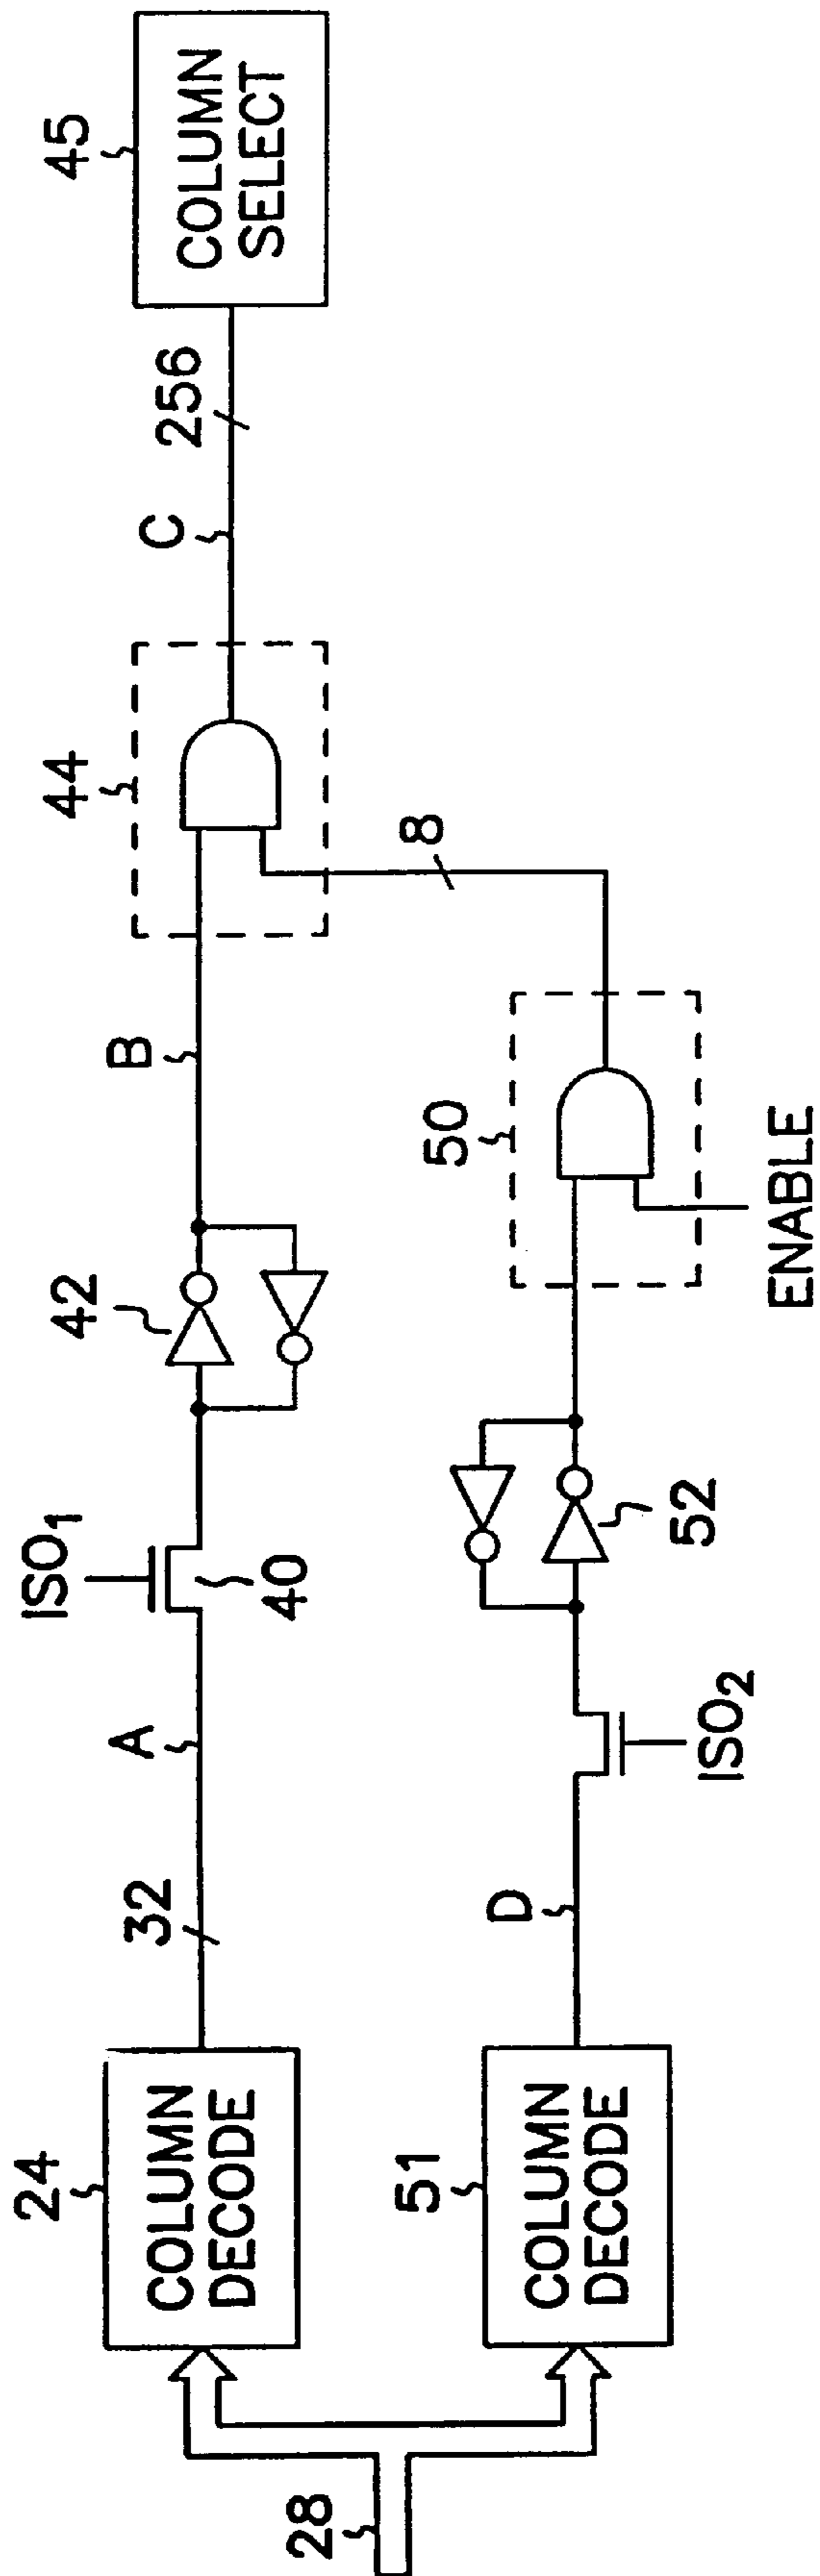 28
24
COLUMN
DECODE
32
A
ISO1
40
42
B
44
C
256
45
COLUMN
SELECT
51
COLUMN
DECODE
D
ISO2
52
50
ENABLE
8